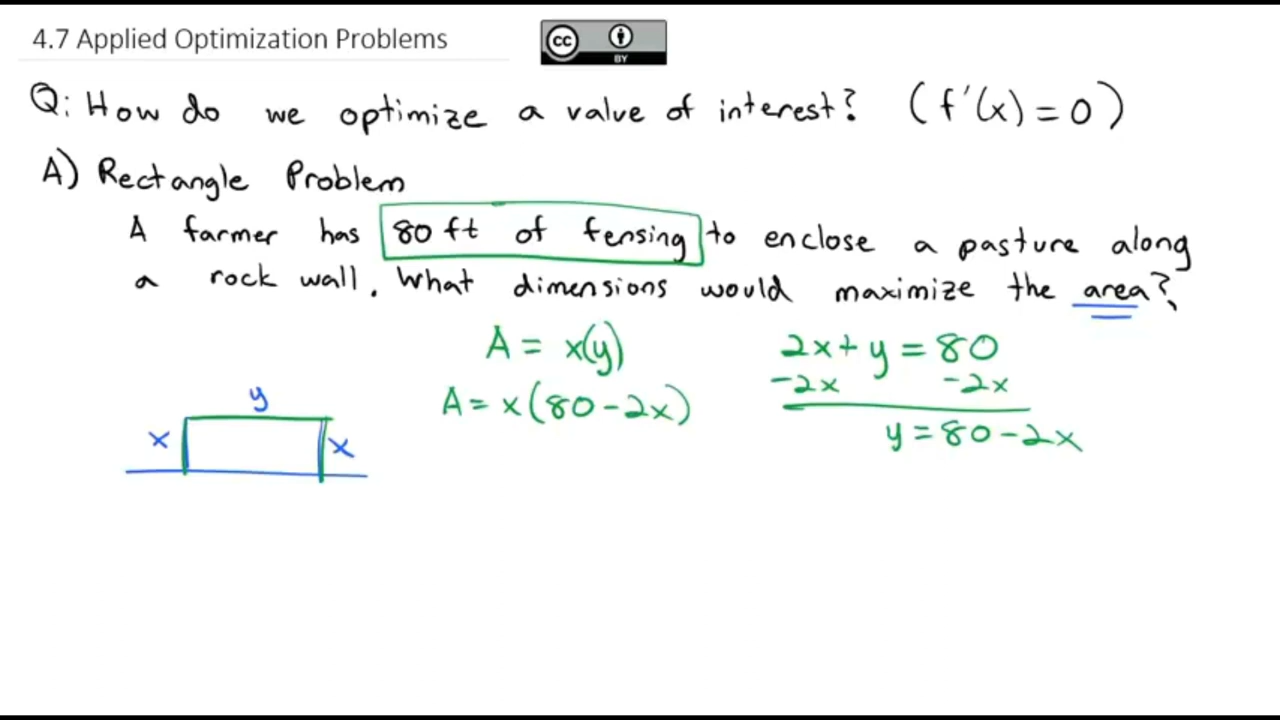 4.7 Applied Optimization Problems
cc BY
Q: How do we optimize a value of interest? (f'(x) = 0)
A) Rectangle Problem
A farmer has 80 ft of fensing to enclose a pasture along
a rock wall. What dimensions would maximize the area?
A = x(y)
2x + y = 80
-2x -2x
A = x(80-2x)
y = 80-2x
y
x x